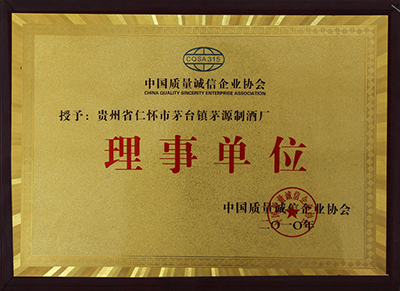 CQSA315
中国质量诚信企业协会
CHINA QUALITY SINCERITY ENTERPRISE ASSOCIATION
授予：贵州省仁怀市茅台镇茅源制酒厂
理事单位
中国质量诚信企业协会
二〇一〇年